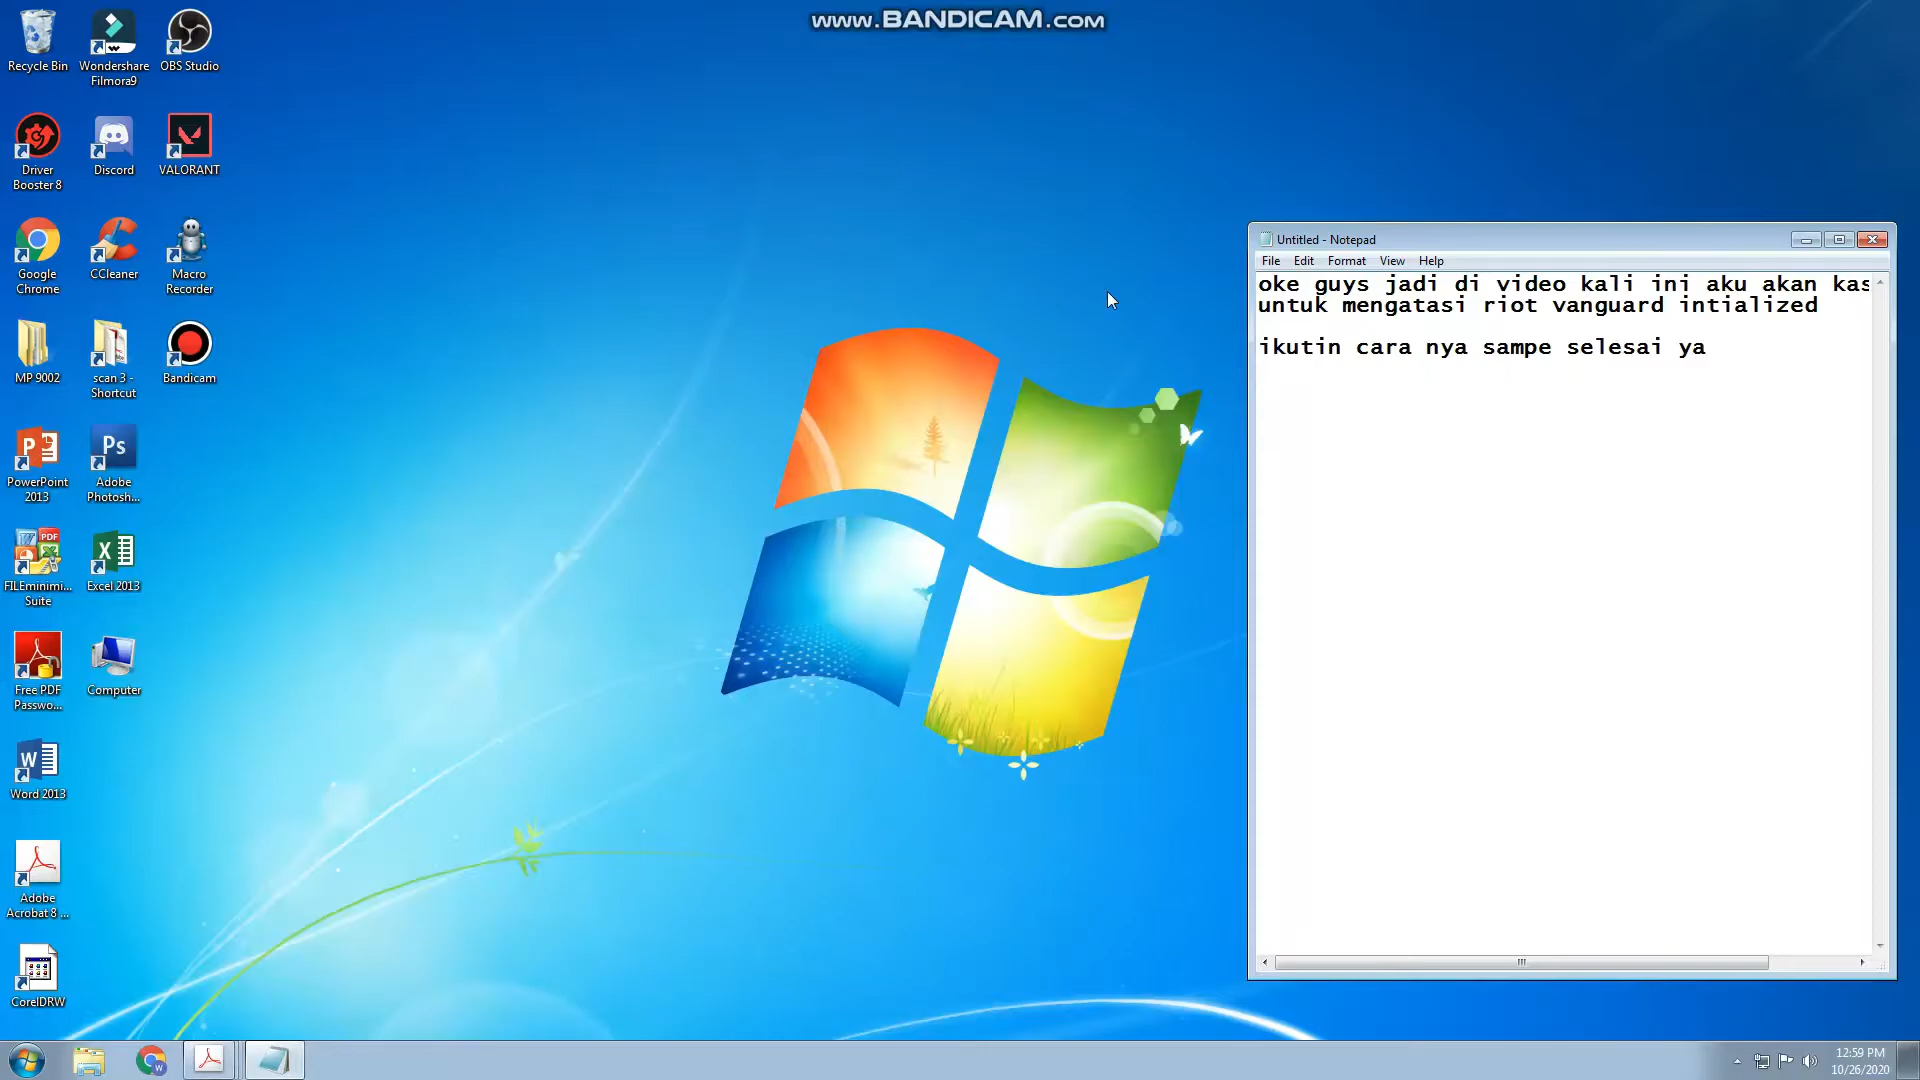 www.BANDICAM.com
Recycle Bin
Wondershare
Filmora9
OBS Studio
Driver
Booster 8
Discord
VALORANT
Google
Chrome
CCleaner
Macro
Recorder
MP 9002
scan 3 -
Shortcut
Bandicam
PowerPoint
2013
Adobe
Photosh...
FILEminimi...
Suite
Excel 2013
Free PDF
Passwo...
Computer
Word 2013
Adobe
Acrobat 8 ...
CorelDRW
Untitled - Notepad
File Edit Format View Help
oke guys jadi di video kali ini aku akan kas
untuk mengatasi riot vanguard intialized
ikutin cara nya sampe selesai ya
12:59 PM
10/26/2020